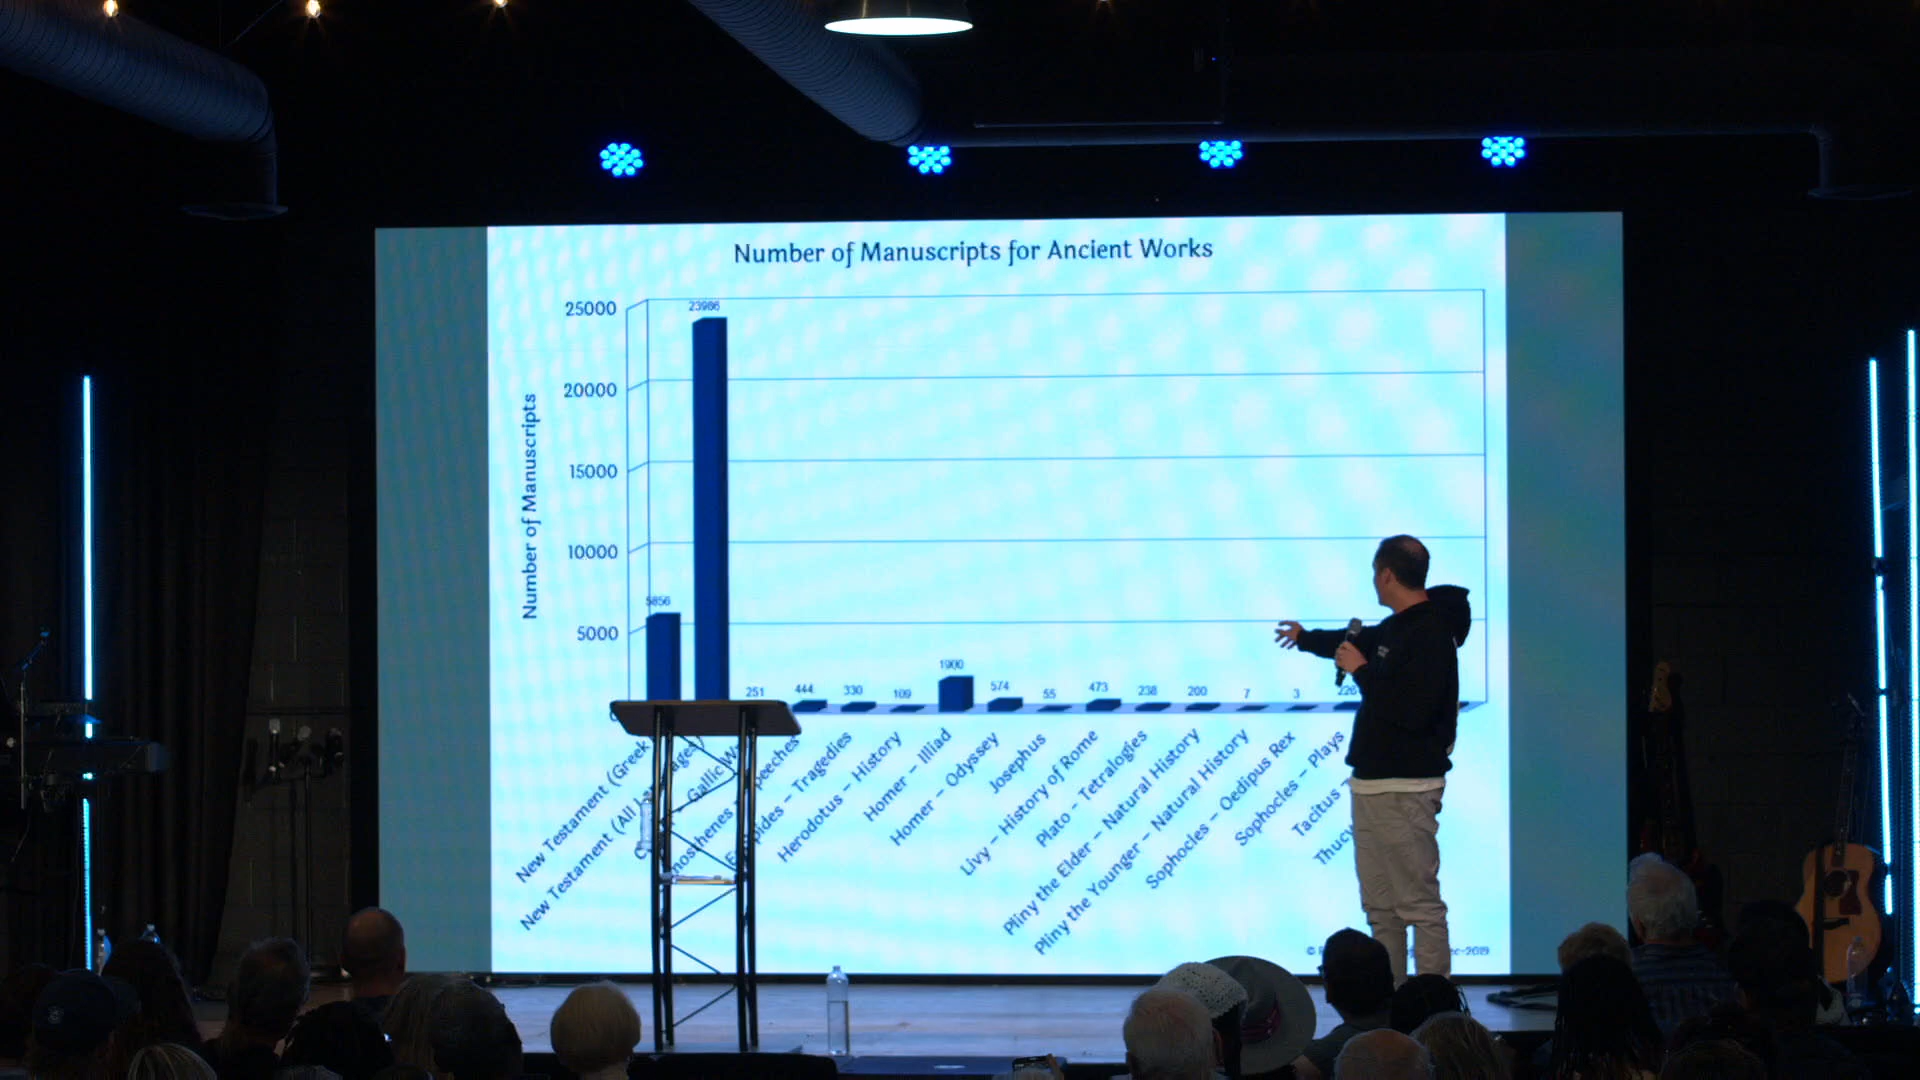 Number of Manuscripts for Ancient Works
Number of Manuscripts
25000
20000
15000
10000
5000
5856
23986
251
444
330
109
1900
574
55
473
238
200
7
3
226
New Testament (Greek
New Testament (All
Gallic
Speeches
Tragedies
Herodotus – History
Homer – Illiad
Homer – Odyssey
Josephus
Livy – History of Rome
Plato - Tetralogies
Pliny the Elder – Natural History
Pliny the Younger – Natural History
Sophocles – Oedipus Rex
Sophocles – Plays
Tacitus
©
2019